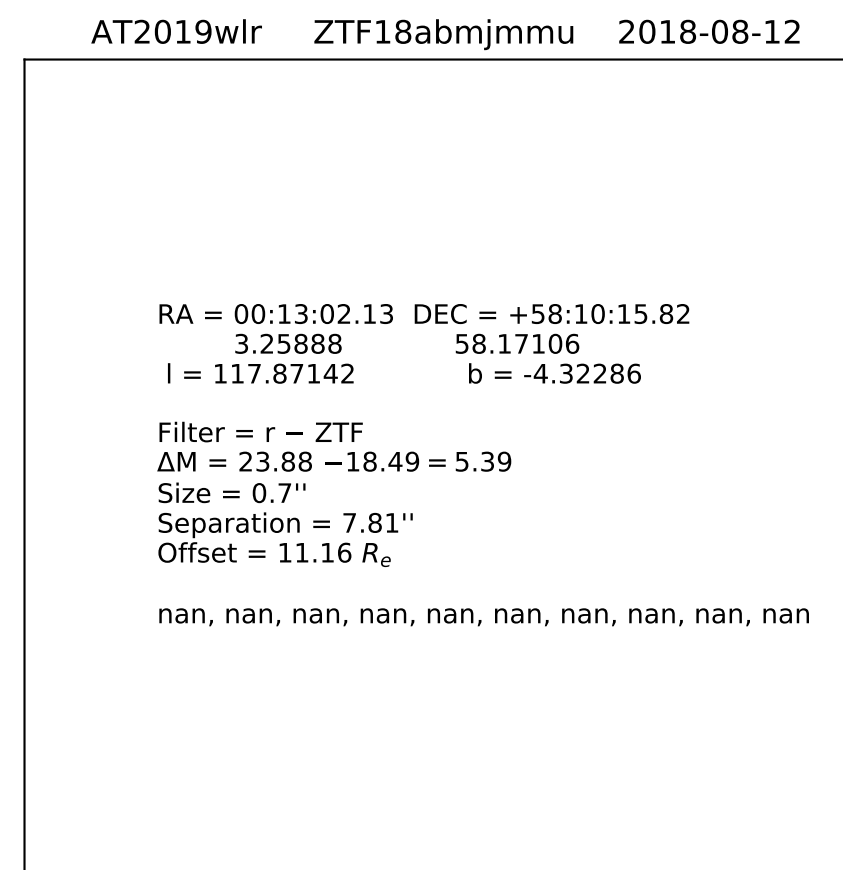 AT2019wlr ZTF18abmjmmu 2018-08-12
RA = 00:13:02.13 DEC = +58:10:15.82
3.25888 58.17106
l = 117.87142 b = -4.32286
Filter = r − ZTF
ΔM = 23.88 −18.49 = 5.39
Size = 0.7''
Separation = 7.81''
Offset = 11.16 Rₑ
nan, nan, nan, nan, nan, nan, nan, nan, nan, nan